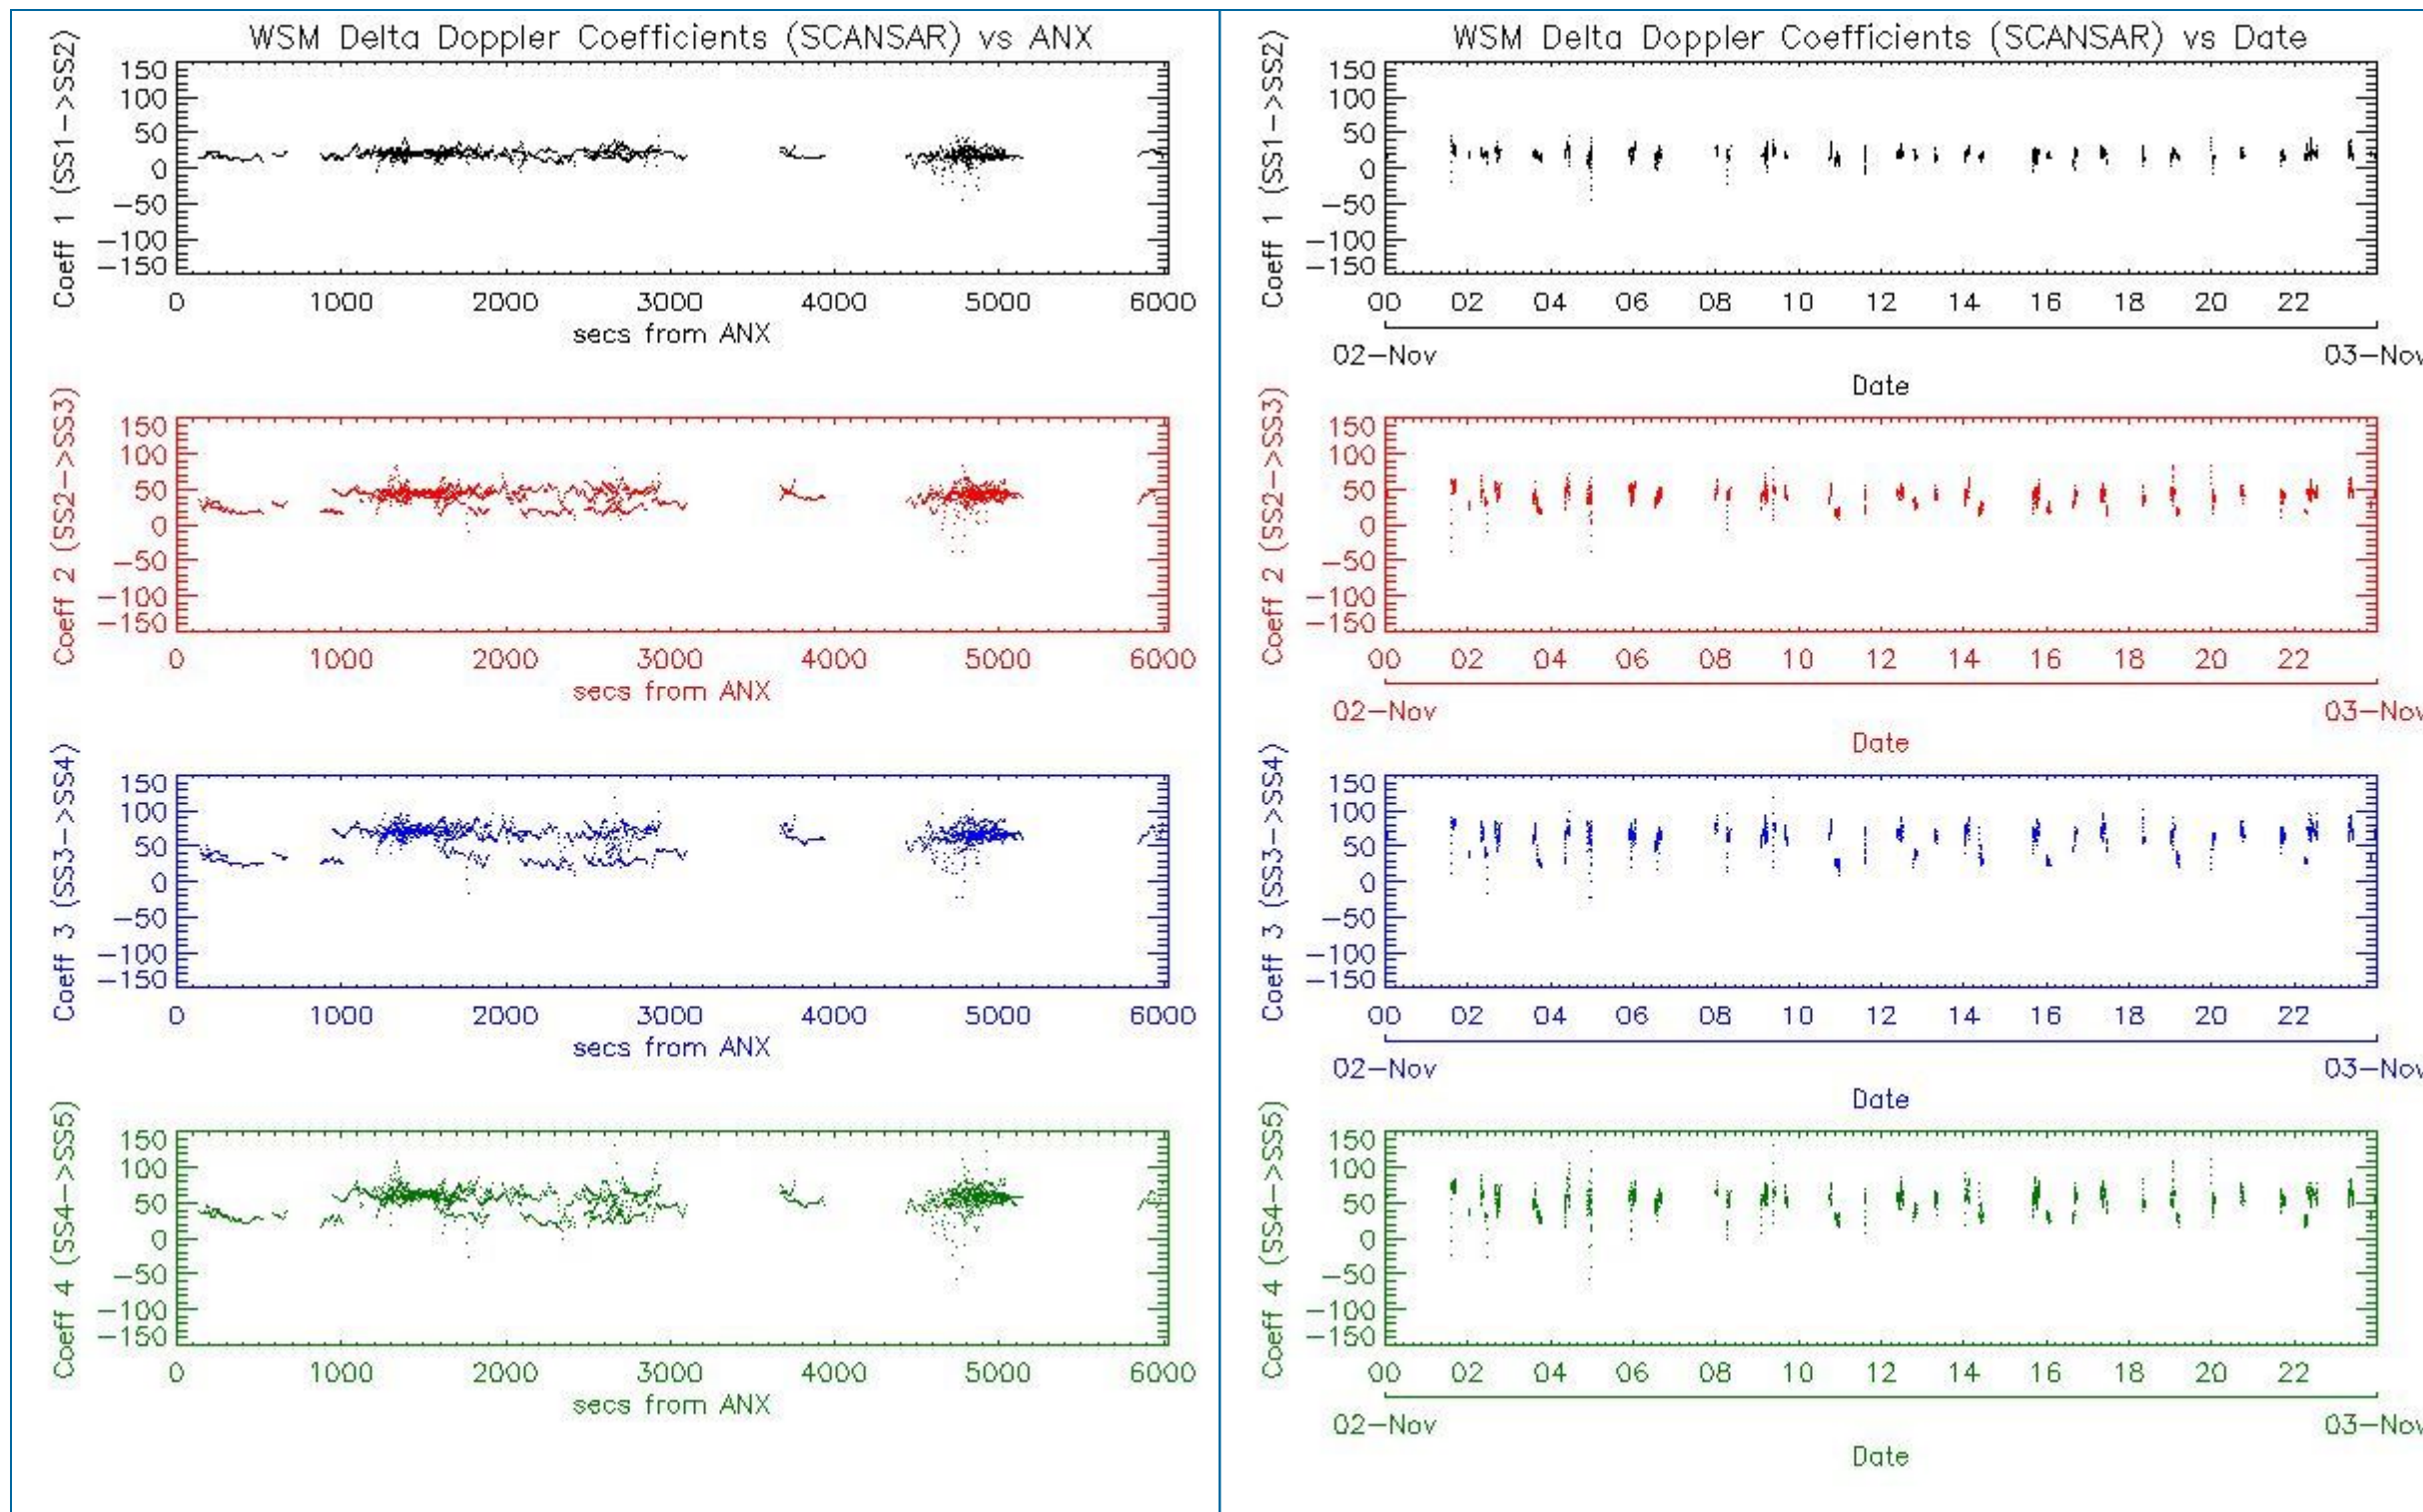 WSM Delta Doppler Coefficients (SCANSAR) vs ANX
Coeff 1 (SS1->SS2)
150
100
50
0
-50
-100
-150
0 1000 2000 3000 4000 5000 6000
secs from ANX
Coeff 2 (SS2->SS3)
150
100
50
0
-50
-100
-150
0 1000 2000 3000 4000 5000 6000
secs from ANX
Coeff 3 (SS3->SS4)
150
100
50
0
-50
-100
-150
0 1000 2000 3000 4000 5000 6000
secs from ANX
Coeff 4 (SS4->SS5)
150
100
50
0
-50
-100
-150
0 1000 2000 3000 4000 5000 6000
secs from ANX
WSM Delta Doppler Coefficients (SCANSAR) vs Date
Coeff 1 (SS1->SS2)
150
100
50
0
-50
-100
-150
00 02 04 06 08 10 12 14 16 18 20 22
02-Nov 03-Nov
Date
Coeff 2 (SS2->SS3)
150
100
50
0
-50
-100
-150
00 02 04 06 08 10 12 14 16 18 20 22
02-Nov 03-Nov
Date
Coeff 3 (SS3->SS4)
150
100
50
0
-50
-100
-150
00 02 04 06 08 10 12 14 16 18 20 22
02-Nov 03-Nov
Date
Coeff 4 (SS4->SS5)
150
100
50
0
-50
-100
-150
00 02 04 06 08 10 12 14 16 18 20 22
02-Nov 03-Nov
Date